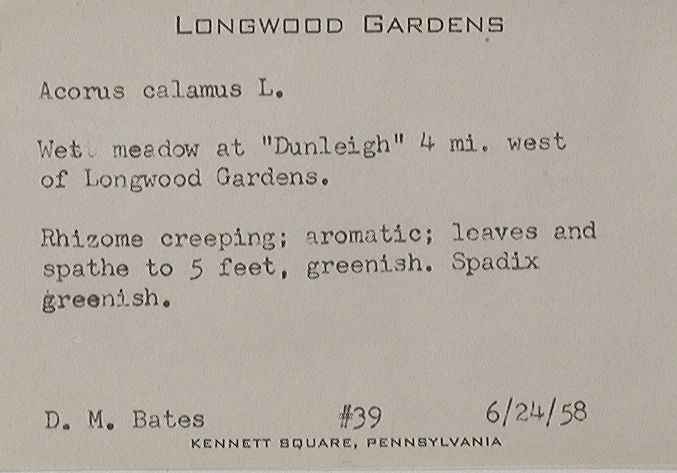 LONGWOOD GARDENS
Acorus calamus L.
Wet meadow at "Dunleigh" 4 mi. west
of Longwood Gardens.
Rhizome creeping; aromatic; leaves and
spathe to 5 feet, greenish. Spadix
greenish.
D. M. Bates #39 6/24/58
KENNETT SQUARE, PENNSYLVANIA